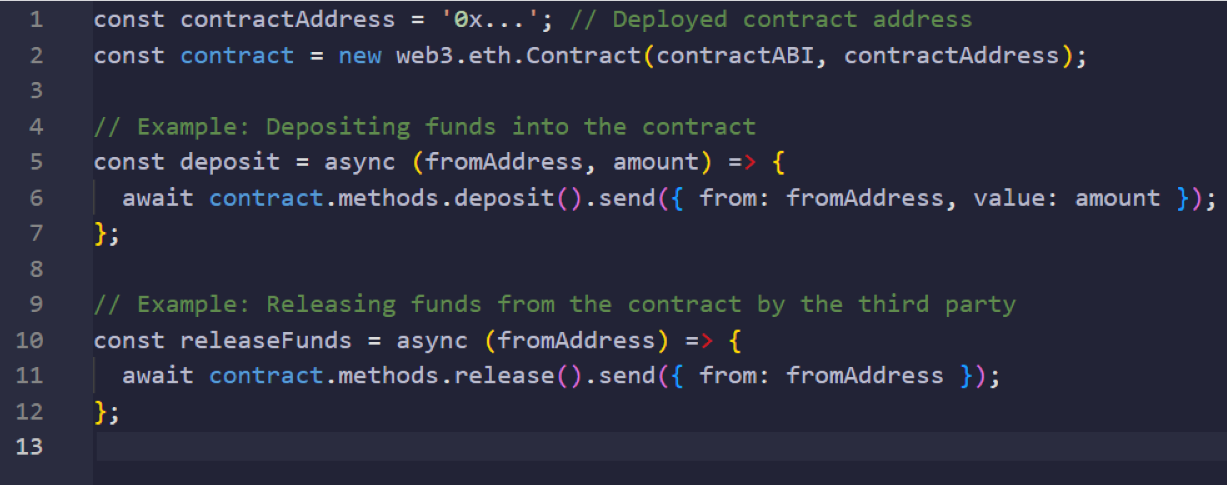 1 const contractAddress = '0x...'; // Deployed contract address
2 const contract = new web3.eth.Contract(contractABI, contractAddress);
3
4 // Example: Depositing funds into the contract
5 const deposit = async (fromAddress, amount) => {
6   await contract.methods.deposit().send({ from: fromAddress, value: amount });
7 };
8
9 // Example: Releasing funds from the contract by the third party
10 const releaseFunds = async (fromAddress) => {
11   await contract.methods.release().send({ from: fromAddress });
12 };
13